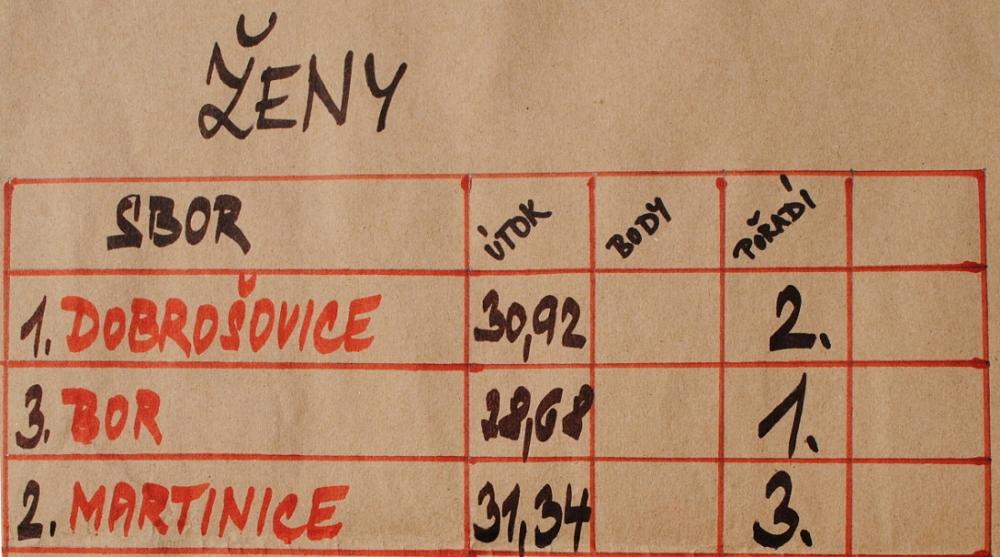 ŽENY
SBOR ÚTOK BODY POŘADÍ
1. DOBROŠOVICE 30,92 2.
3. BOR 28,68 1.
2. MARTINICE 31,34 3.